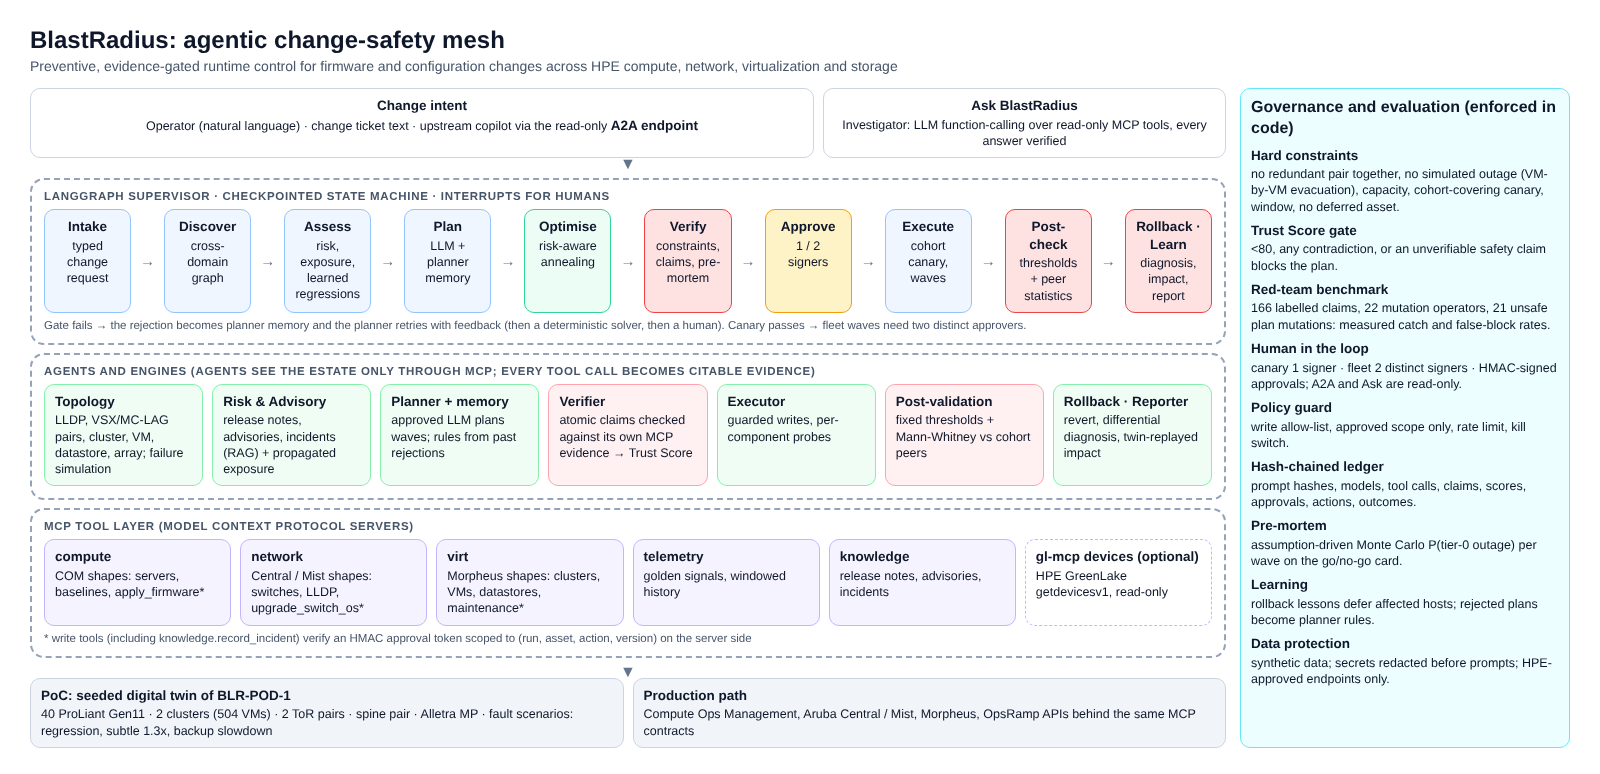 BlastRadius: agentic change-safety mesh
Preventive, evidence-gated runtime control for firmware and configuration changes across HPE compute, network, virtualization and storage
Change intent
Operator (natural language) · change ticket text · upstream copilot via the read-only A2A endpoint
Ask BlastRadius
Investigator: LLM function-calling over read-only MCP tools, every
answer verified
▼
LANGGRAPH SUPERVISOR · CHECKPOINTED STATE MACHINE · INTERRUPTS FOR HUMANS
Intake
typed
change
request
→
Discover
cross-
domain
graph
→
Assess
risk,
exposure,
learned
regressions
→
Plan
LLM +
planner
memory
→
Optimise
risk-aware
annealing
→
Verify
constraints,
claims, pre-
mortem
→
Approve
1 / 2
signers
→
Execute
cohort
canary,
waves
→
Post-
check
thresholds
+ peer
statistics
→
Rollback ·
Learn
diagnosis,
impact,
report
Gate fails → the rejection becomes planner memory and the planner retries with feedback (then a deterministic solver, then a human). Canary passes → fleet waves need two distinct approvers.
AGENTS AND ENGINES (AGENTS SEE THE ESTATE ONLY THROUGH MCP; EVERY TOOL CALL BECOMES CITABLE EVIDENCE)
Topology
LLDP, VSX/MC-LAG
pairs, cluster, VM,
datastore, array; failure
simulation
Risk & Advisory
release notes,
advisories, incidents
(RAG) + propagated
exposure
Planner + memory
approved LLM plans
waves; rules from past
rejections
Verifier
atomic claims checked
against its own MCP
evidence → Trust Score
Executor
guarded writes, per-
component probes
Post-validation
fixed thresholds +
Mann-Whitney vs cohort
peers
Rollback · Reporter
revert, differential
diagnosis, twin-replayed
impact
MCP TOOL LAYER (MODEL CONTEXT PROTOCOL SERVERS)
compute
COM shapes: servers,
baselines, apply_firmware*
network
Central / Mist shapes:
switches, LLDP,
upgrade_switch_os*
virt
Morpheus shapes: clusters,
VMs, datastores,
maintenance*
telemetry
golden signals, windowed
history
knowledge
release notes, advisories,
incidents
gl-mcp devices (optional)
HPE GreenLake
getdevicesv1, read-only
* write tools (including knowledge.record_incident) verify an HMAC approval token scoped to (run, asset, action, version) on the server side
▼
PoC: seeded digital twin of BLR-POD-1
40 ProLiant Gen11 · 2 clusters (504 VMs) · 2 ToR pairs · spine pair · Alletra MP · fault scenarios:
regression, subtle 1.3x, backup slowdown
Production path
Compute Ops Management, Aruba Central / Mist, Morpheus, OpsRamp APIs behind the same MCP
contracts
Governance and evaluation (enforced in
code)
Hard constraints
no redundant pair together, no simulated outage (VM-
by-VM evacuation), capacity, cohort-covering canary,
window, no deferred asset.
Trust Score gate
<80, any contradiction, or an unverifiable safety claim
blocks the plan.
Red-team benchmark
166 labelled claims, 22 mutation operators, 21 unsafe
plan mutations: measured catch and false-block rates.
Human in the loop
canary 1 signer · fleet 2 distinct signers · HMAC-signed
approvals; A2A and Ask are read-only.
Policy guard
write allow-list, approved scope only, rate limit, kill
switch.
Hash-chained ledger
prompt hashes, models, tool calls, claims, scores,
approvals, actions, outcomes.
Pre-mortem
assumption-driven Monte Carlo P(tier-0 outage) per
wave on the go/no-go card.
Learning
rollback lessons defer affected hosts; rejected plans
become planner rules.
Data protection
synthetic data; secrets redacted before prompts; HPE-
approved endpoints only.